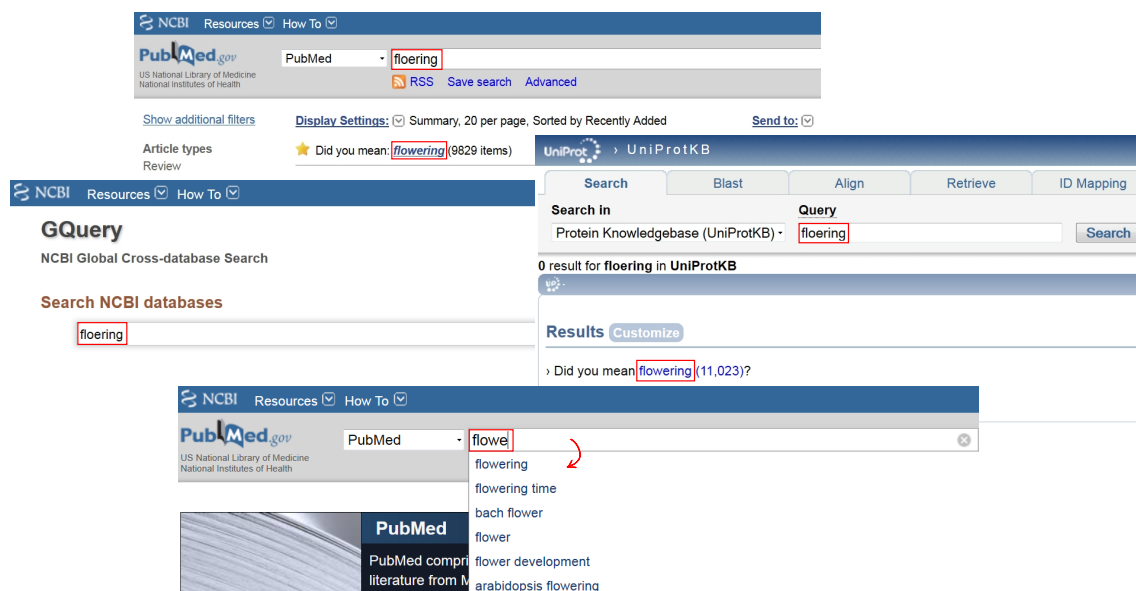 NCBI Resources How To
PubMed.gov
US National Library of Medicine
National Institutes of Health
PubMed floering
RSS Save search Advanced
Show additional filters
Display Settings: Summary, 20 per page, Sorted by Recently Added Send to:
Article types
Review
Did you mean: flowering (9829 items)
UniProt › UniProtKB
Search Blast Align Retrieve ID Mapping
Search in Query
Protein Knowledgebase (UniProtKB) floering Search
0 result for floering in UniProtKB
Results Customize
› Did you mean flowering (11,023)?
NCBI Resources How To
GQuery
NCBI Global Cross-database Search
Search NCBI databases
floering
NCBI Resources How To
PubMed.gov
US National Library of Medicine
National Institutes of Health
PubMed flowe
flowering
flowering time
bach flower
flower
flower development
arabidopsis flowering
PubMed
PubMed compri
literature from M